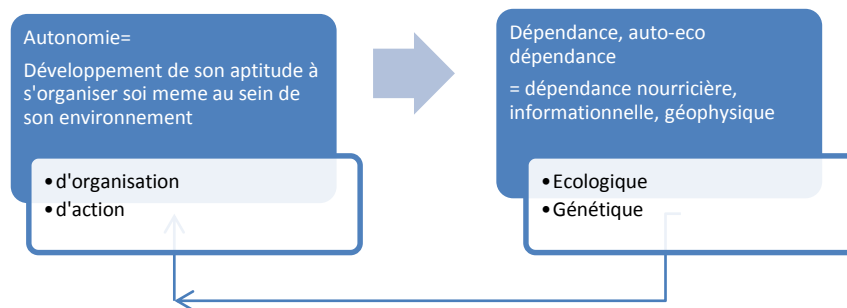 Autonomie=
Développement de son aptitude à
s'organiser soi meme au sein de
son environnement
•d'organisation
•d'action
Dépendance, auto-eco
dépendance
= dépendance nourricière,
informationnelle, géophysique
•Ecologique
•Génétique